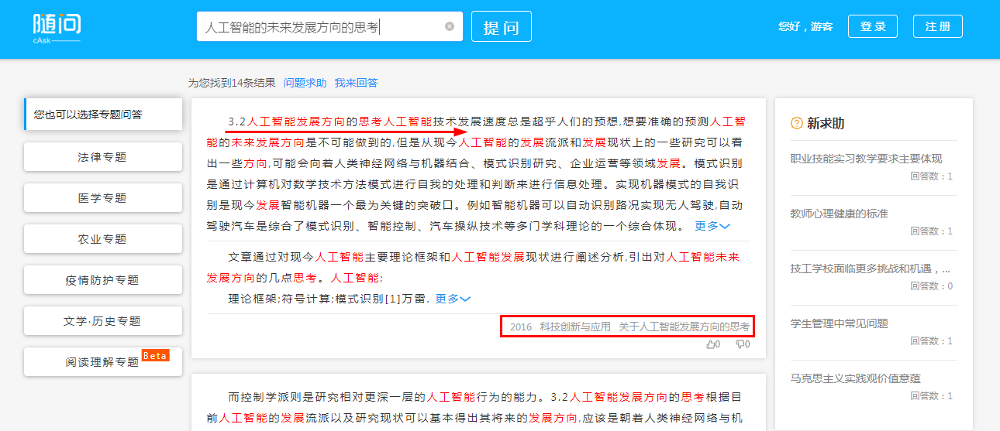 随问
cAsk
人工智能的未来发展方向的思考
提问
您好，游客
登录
注册
为您找到14条结果 问题求助 我来回答
您也可以选择专题问答
法律专题
医学专题
农业专题
疫情防护专题
文学·历史专题
阅读理解专题 Beta
3.2人工智能发展方向的思考人工智能技术发展速度总是超乎人们的预想,想要准确的预测人工智
能的未来发展方向是不可能做到的,但是从现今人工智能的发展流派和发展现状上的一些研究可以看
出一些方向,可能会向着人类神经网络与机器结合、模式识别研究、企业运营等领域发展。模式识别
是通过计算机对数学技术方法模式进行自我的处理和判断来进行信息处理。实现机器模式的自我识
别是现今发展智能机器一个最为关键的突破口。例如智能机器可以自动识别路况实现无人驾驶,自动
驾驶汽车是综合了模式识别、智能控制、汽车操纵技术等多门学科理论的一个综合体现。 更多
文章通过对现今人工智能主要理论框架和人工智能发展现状进行阐述分析,引出对人工智能未来
发展方向的几点思考。人工智能;
理论框架;符号计算;模式识别[1]万雷. 更多
2016 科技创新与应用 关于人工智能发展方向的思考
0 0
而控制学派则是研究相对更深一层的人工智能行为的能力。3.2人工智能发展方向的思考根据目
前人工智能的发展流派以及研究现状可以基本得出其将来的发展方向,应该是朝着人类神经网络与机
新求助
职业技能实习教学要求主要体现
回答数：1
教师心理健康的标准
回答数：1
技工学校面临更多挑战和机遇，...
回答数：0
学生管理中常见问题
回答数：1
马克思主义实践观价值意蕴
回答数：1